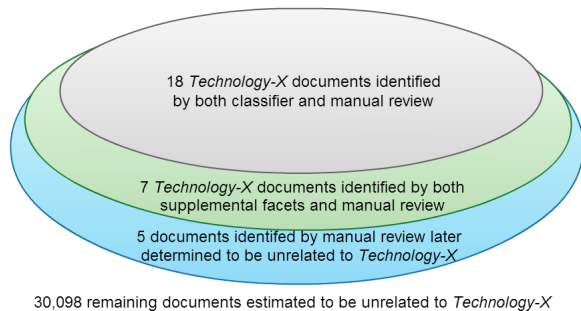 18 Technology-X documents identified
by both classifier and manual review
7 Technology-X documents identified by both
supplemental facets and manual review
5 documents identifed by manual review later
determined to be unrelated to Technology-X
30,098 remaining documents estimated to be unrelated to Technology-X